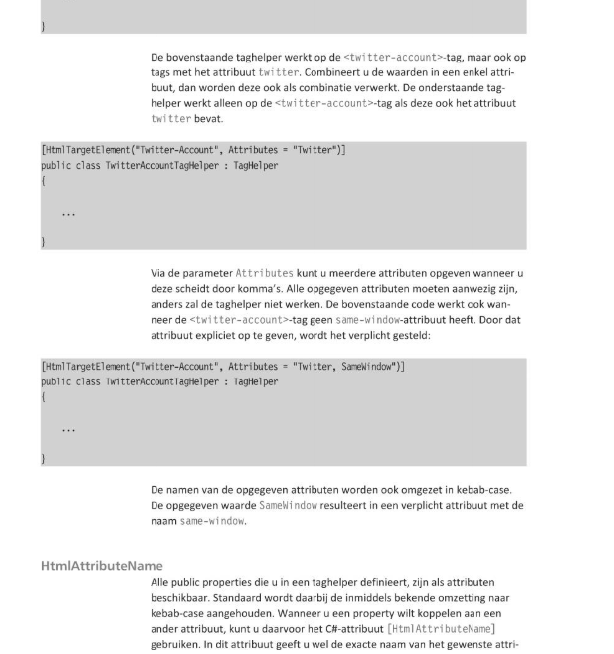 }
De bovenstaande taghelper werkt op de <twitter-account>-tag, maar ook op
tags met het attribuut twitter. Combineert u de waarden in een enkel attri-
buut, dan worden deze ook als combinatie verwerkt. De onderstaande tag-
helper werkt alleen op de <twitter-account>-tag als deze ook het attribuut
twitter bevat.
[HtmlTargetElement("Twitter-Account", Attributes = "Twitter")]
public class TwitterAccountTagHelper : TagHelper
{
...
}
Via de parameter Attributes kunt u meerdere attributen opgeven wanneer u
deze scheidt door komma's. Alle opgegeven attributen moeten aanwezig zijn,
anders zal de taghelper niet werken. De bovenstaande code werkt ook wan-
neer de <twitter-account>-tag geen same-window-attribuut heeft. Door dat
attribuut expliciet op te geven, wordt het verplicht gesteld:
[HtmlTargetElement("Twitter-Account", Attributes = "Twitter, SameWindow")]
public class TwitterAccountTagHelper : TagHelper
{
...
}
De namen van de opgegeven attributen worden ook omgezet in kebab-case.
De opgegeven waarde SameWindow resulteert in een verplicht attribuut met de
naam same-window.
HtmlAttributeName
Alle public properties die u in een taghelper definieert, zijn als attributen
beschikbaar. Standaard wordt daarbij de inmiddels bekende omzetting naar
kebab-case aangehouden. Wanneer u een property wilt koppelen aan een
ander attribuut, kunt u daarvoor het C#-attribuut [HtmlAttributeName]
gebruiken. In dit attribuut geeft u wel de exacte naam van het gewenste attri-